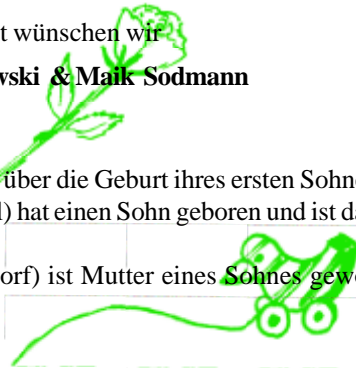 t wünschen wir
wski & Maik Sodmann
über die Geburt ihres ersten Sohne
) hat einen Sohn geboren und ist da
orf) ist Mutter eines Sohnes gewo